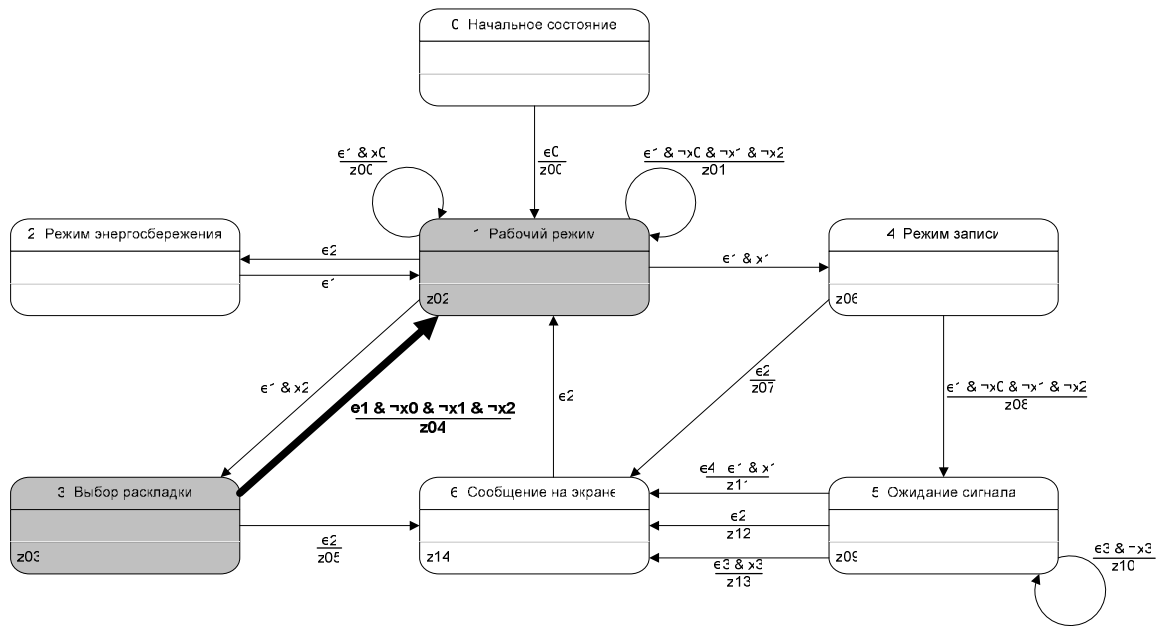 0 Начальное состояние
e0
z00
e1 & x0
z00
e1 & ¬x0 & ¬x1 & ¬x2
z01
2 Режим энергосбережения
1 Рабочий режим
z02
4 Режим записи
z06
e2
e1
e1 & x1
e1 & x2
e1 & ¬x0 & ¬x1 & ¬x2
z04
e2
e2
z07
e1 & ¬x0 & ¬x1 & ¬x2
z08
3 Выбор раскладки
z03
e2
z05
6 Сообщение на экране
z14
e4 e1 & x1
z11
e2
z12
e3 & x3
z13
5 Ожидание сигнала
z09
e3 & ¬x3
z10